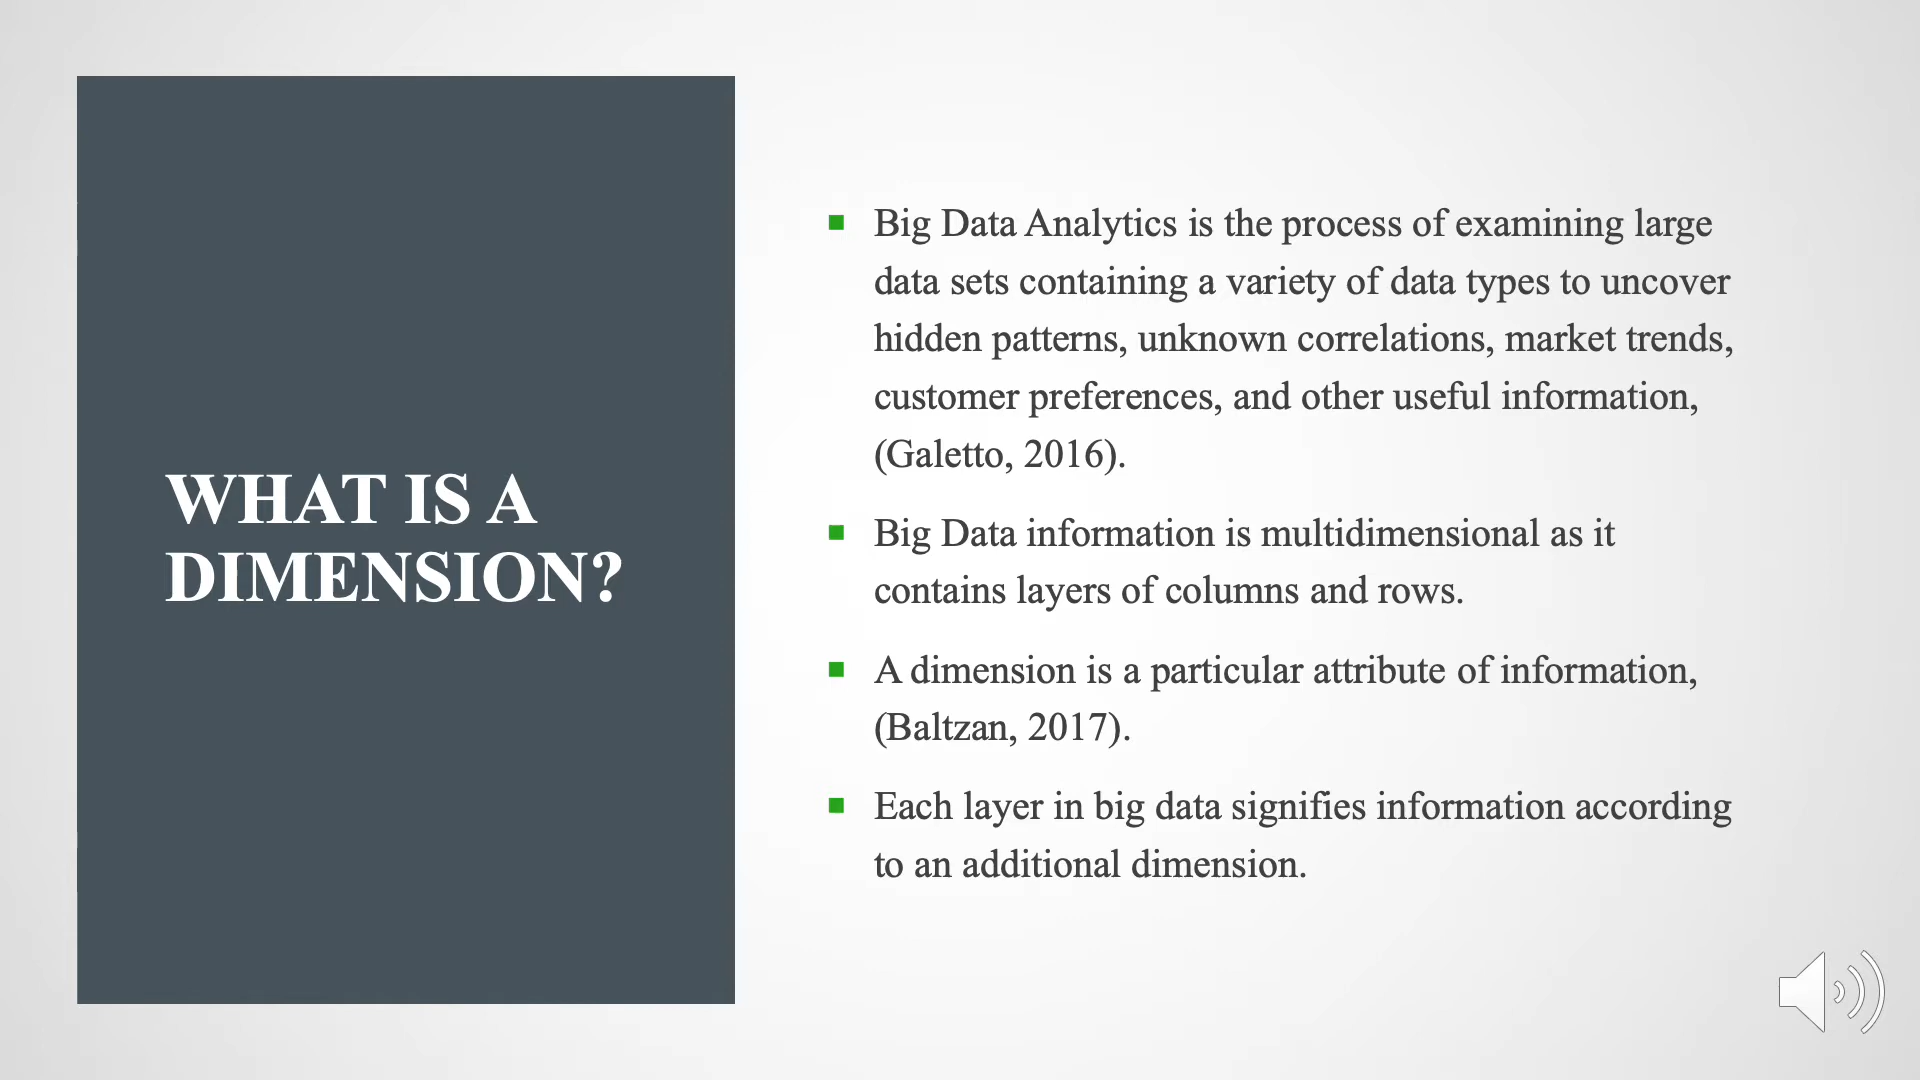 WHAT IS A
DIMENSION?
Big Data Analytics is the process of examining large
data sets containing a variety of data types to uncover
hidden patterns, unknown correlations, market trends,
customer preferences, and other useful information,
(Galetto, 2016).
Big Data information is multidimensional as it
contains layers of columns and rows.
A dimension is a particular attribute of information,
(Baltzan, 2017).
Each layer in big data signifies information according
to an additional dimension.